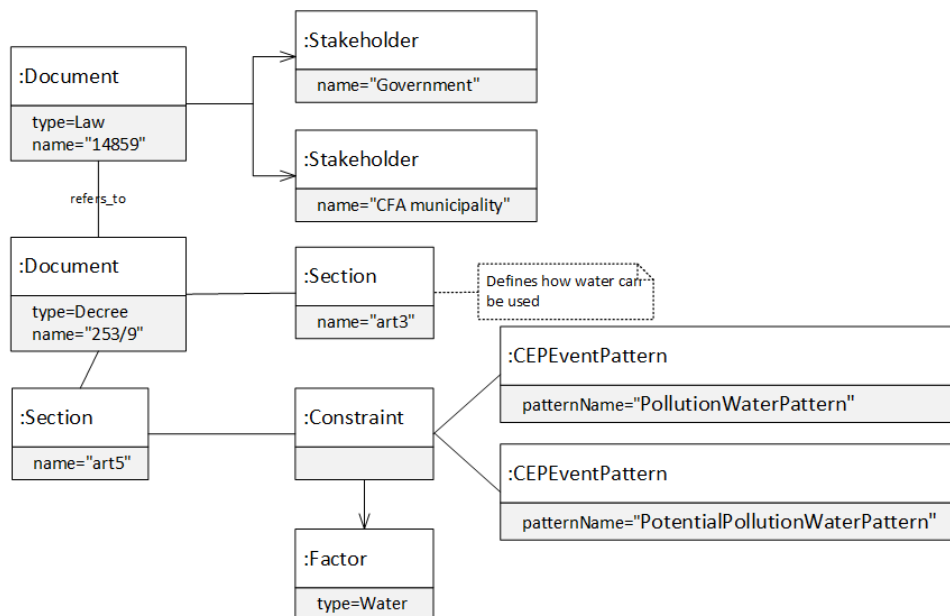 :Stakeholder
name="Government"
:Document
type=Law
name="14859"
:Stakeholder
name="CFA municipality"
refers_to
:Document
type=Decree
name="253/9"
:Section
name="art3"
Defines how water can
be used
:CEPEventPattern
patternName="PollutionWaterPattern"
:Section
name="art5"
:Constraint
:CEPEventPattern
patternName="PotentialPollutionWaterPattern"
:Factor
type=Water